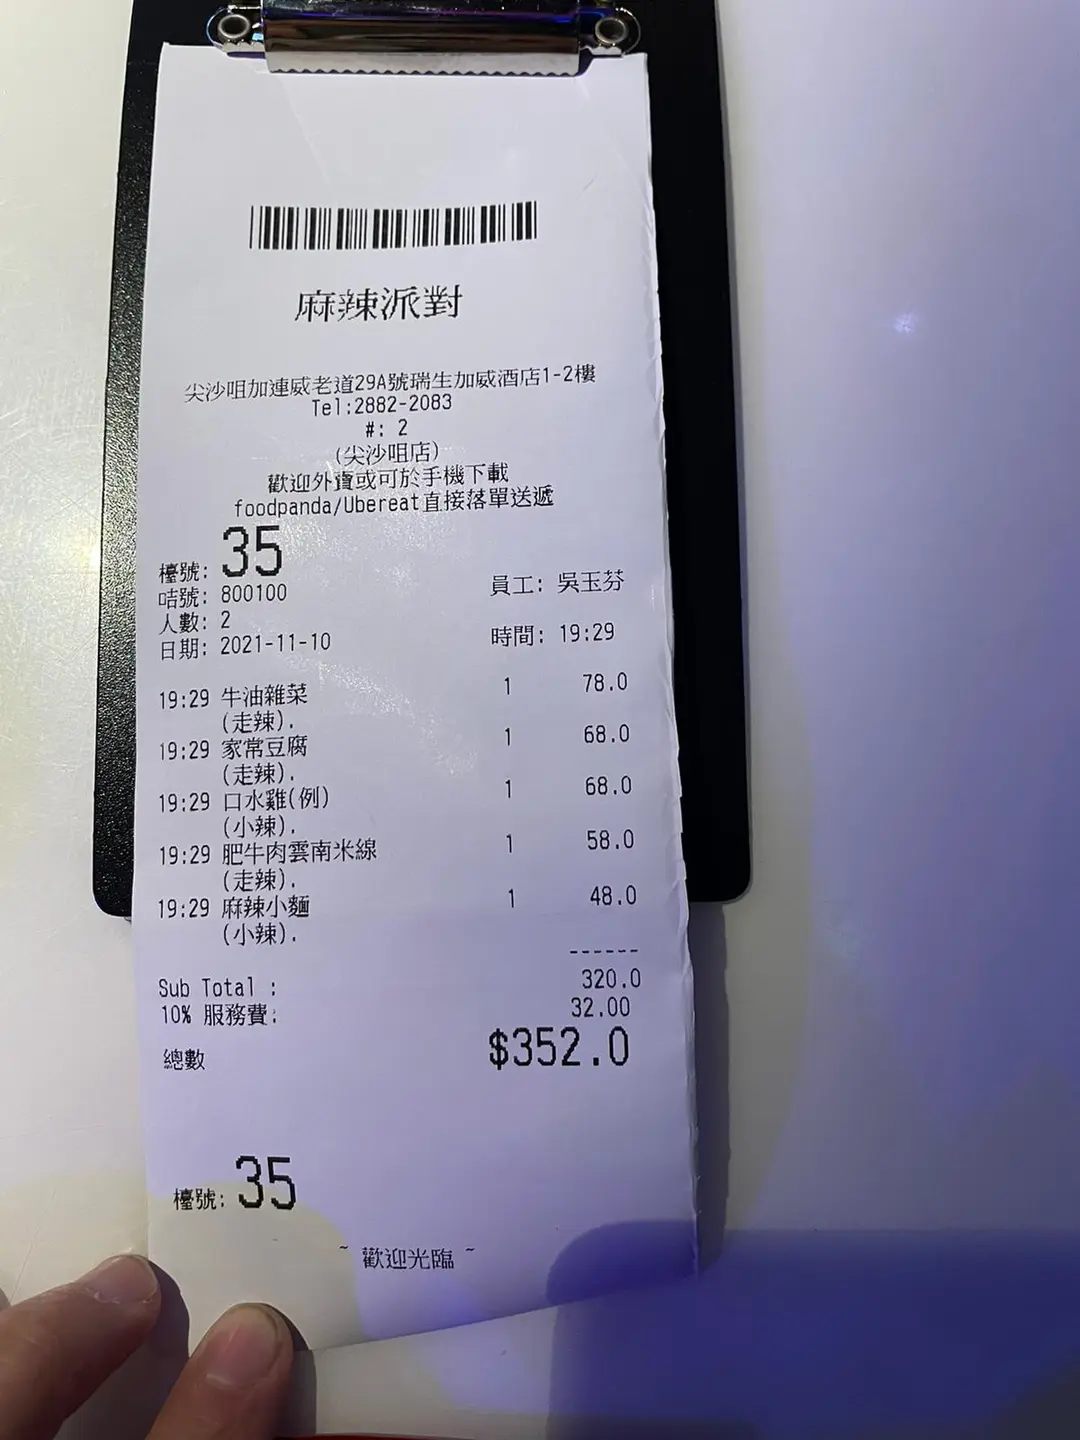 麻辣派對
尖沙咀加連威老道29A號瑞生加威酒店1-2樓
Tel:2882-2083
#: 2
(尖沙咀店)
歡迎外賣或可於手機下載
foodpanda/Ubereat直接落單送遞
檯號: 35
咭號: 800100 員工: 吳玉芬
人數: 2
日期: 2021-11-10 時間: 19:29
19:29 牛油雜菜 1 78.0
(走辣).
19:29 家常豆腐 1 68.0
(走辣).
19:29 口水雞(例) 1 68.0
(小辣).
19:29 肥牛肉雲南米線 1 58.0
(走辣).
19:29 麻辣小麵 1 48.0
(小辣).
------
Sub Total : 320.0
10% 服務費: 32.00
總數 $352.0
檯號: 35
~ 歡迎光臨 ~